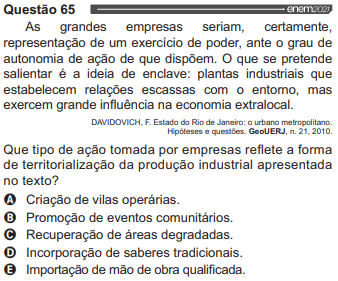 Questão 65 enem2021
As grandes empresas seriam, certamente,
representação de um exercício de poder, ante o grau de
autonomia de ação de que dispõem. O que se pretende
salientar é a ideia de enclave: plantas industriais que
estabelecem relações escassas com o entorno, mas
exercem grande influência na economia extralocal.
DAVIDOVICH, F. Estado do Rio de Janeiro: o urbano metropolitano.
Hipóteses e questões. GeoUERJ, n. 21, 2010.
Que tipo de ação tomada por empresas reflete a forma
de territorialização da produção industrial apresentada
no texto?
A Criação de vilas operárias.
B Promoção de eventos comunitários.
C Recuperação de áreas degradadas.
D Incorporação de saberes tradicionais.
E Importação de mão de obra qualificada.